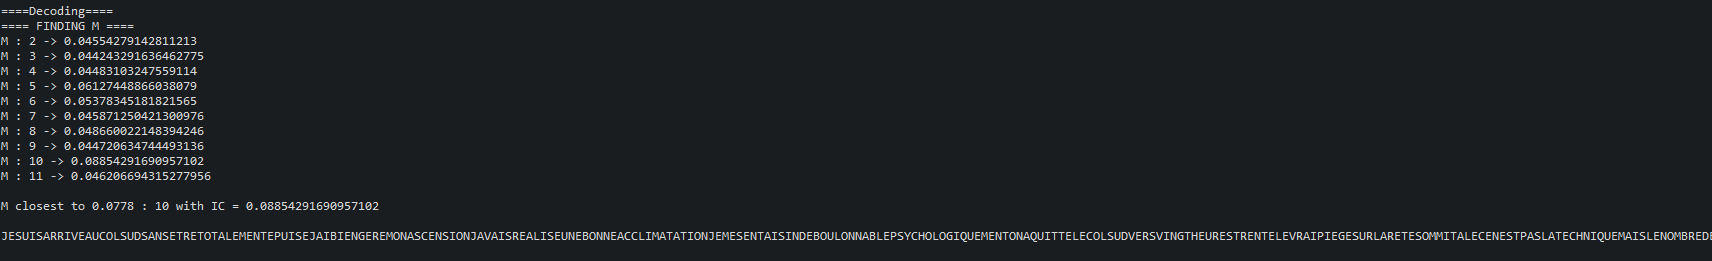 ====Decoding====
==== FINDING M ====
M : 2 -> 0.04554279142811213
M : 3 -> 0.044243291636462775
M : 4 -> 0.04483103247559114
M : 5 -> 0.06127448866038079
M : 6 -> 0.05378345181821565
M : 7 -> 0.045871250421300976
M : 8 -> 0.048660022148394246
M : 9 -> 0.044720634744493136
M : 10 -> 0.08854291690957102
M : 11 -> 0.046206694315277956
M closest to 0.0778 : 10 with IC = 0.08854291690957102
JESUISARRIVEAUCOLSUDSANSETRETOTALEMENTEPUISEJAIBIENGEREMONASCENSIONJAVAISREALISEUNEBONNEACCLIMATATIONJEMESENTAISINDEBOULONNABLEPSYCHOLOGIQUEMENTONAQUITTELECOLSUDVERSVINGTHEURESTRENTELEVRAIPIEGESURLARETESOMMITALECENESTPASLATECHNIQUEMAISLENOMBREDE